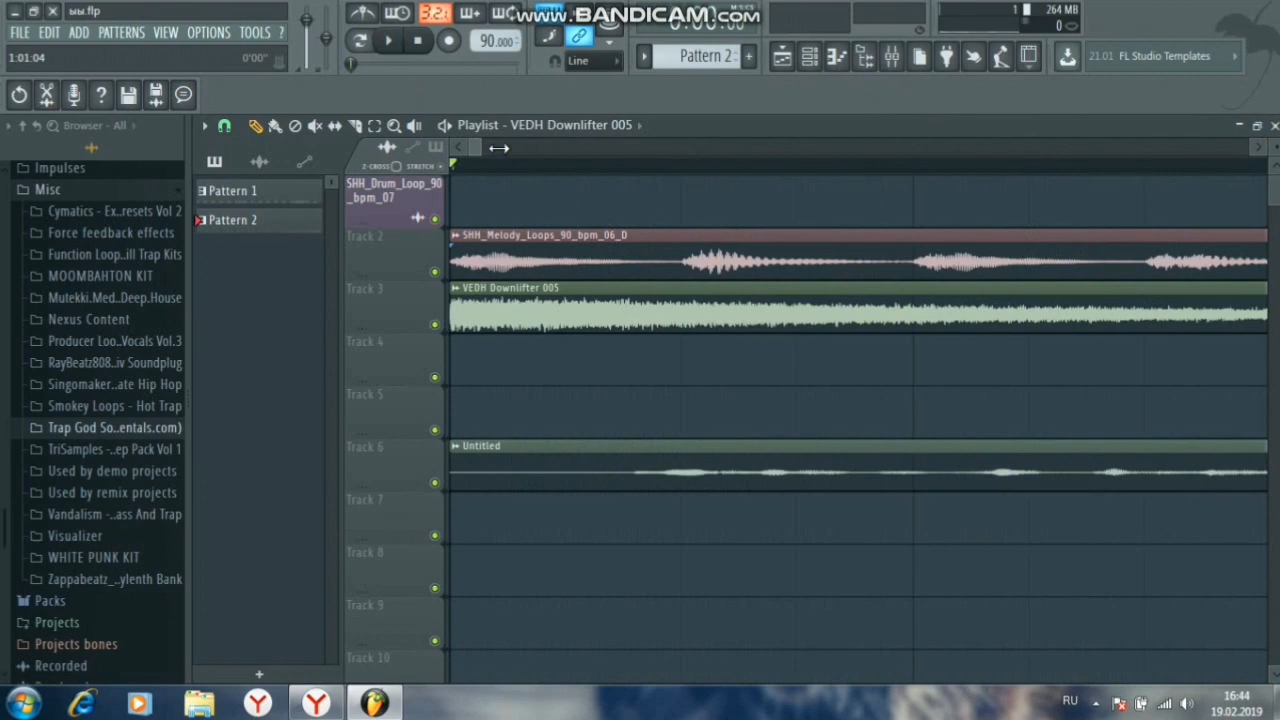 ыы.flp
www.BANDICAM.com
FILE EDIT ADD PATTERNS VIEW OPTIONS TOOLS ?
1:01:04
0'00"
3.2.
90.000
Line
Pattern 2
1
264 MB
0
21.01 FL Studio Templates
Browser - All
Playlist - VEDH Downlifter 005
Z-CROSS
STRETCH
Impulses
Misc
Cymatics - Ex..resets Vol 2
Force feedback effects
Function Loop..ill Trap Kits
MOOMBAHTON KIT
Mutekki.Med..Deep.House
Nexus Content
Producer Loo..Vocals Vol.3
RayBeatz808..iv Soundplug
Singomaker..ate Hip Hop
Smokey Loops - Hot Trap
Trap God So..entals.com)
TriSamples -..ep Pack Vol 1
Used by demo projects
Used by remix projects
Vandalism -..ass And Trap
Visualizer
WHITE PUNK KIT
Zappabeatz_..ylenth Bank
Packs
Projects
Projects bones
Recorded
Pattern 1
Pattern 2
SHH_Drum_Loop_90
_bpm_07
Track 2
SHH_Melody_Loops_90_bpm_06_D
Track 3
VEDH Downlifter 005
Track 4
Track 5
Track 6
Untitled
Track 7
Track 8
Track 9
Track 10
RU
16:44
19.02.2019